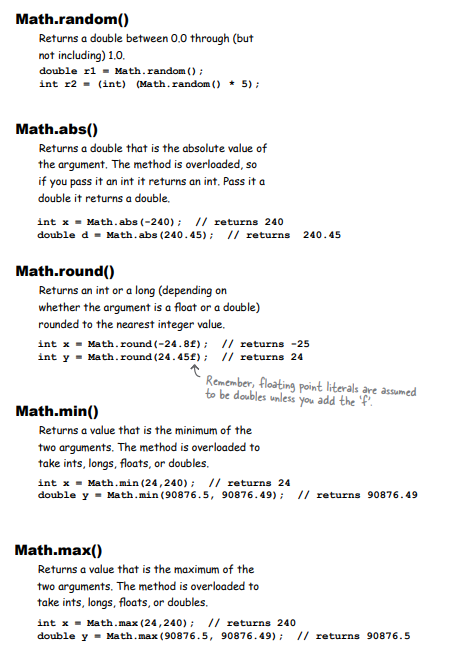 Math.random()
Returns a double between 0.0 through (but
not including) 1.0.
double r1 = Math.random();
int r2 = (int) (Math.random() * 5);
Math.abs()
Returns a double that is the absolute value of
the argument. The method is overloaded, so
if you pass it an int it returns an int. Pass it a
double it returns a double.
int x = Math.abs(-240); // returns 240
double d = Math.abs(240.45); // returns 240.45
Math.round()
Returns an int or a long (depending on
whether the argument is a float or a double)
rounded to the nearest integer value.
int x = Math.round(-24.8f); // returns -25
int y = Math.round(24.45f); // returns 24
Remember, floating point literals are assumed
to be doubles unless you add the 'f'.
Math.min()
Returns a value that is the minimum of the
two arguments. The method is overloaded to
take ints, longs, floats, or doubles.
int x = Math.min(24,240); // returns 24
double y = Math.min(90876.5, 90876.49); // returns 90876.49
Math.max()
Returns a value that is the maximum of the
two arguments. The method is overloaded to
take ints, longs, floats, or doubles.
int x = Math.max(24,240); // returns 240
double y = Math.max(90876.5, 90876.49); // returns 90876.5